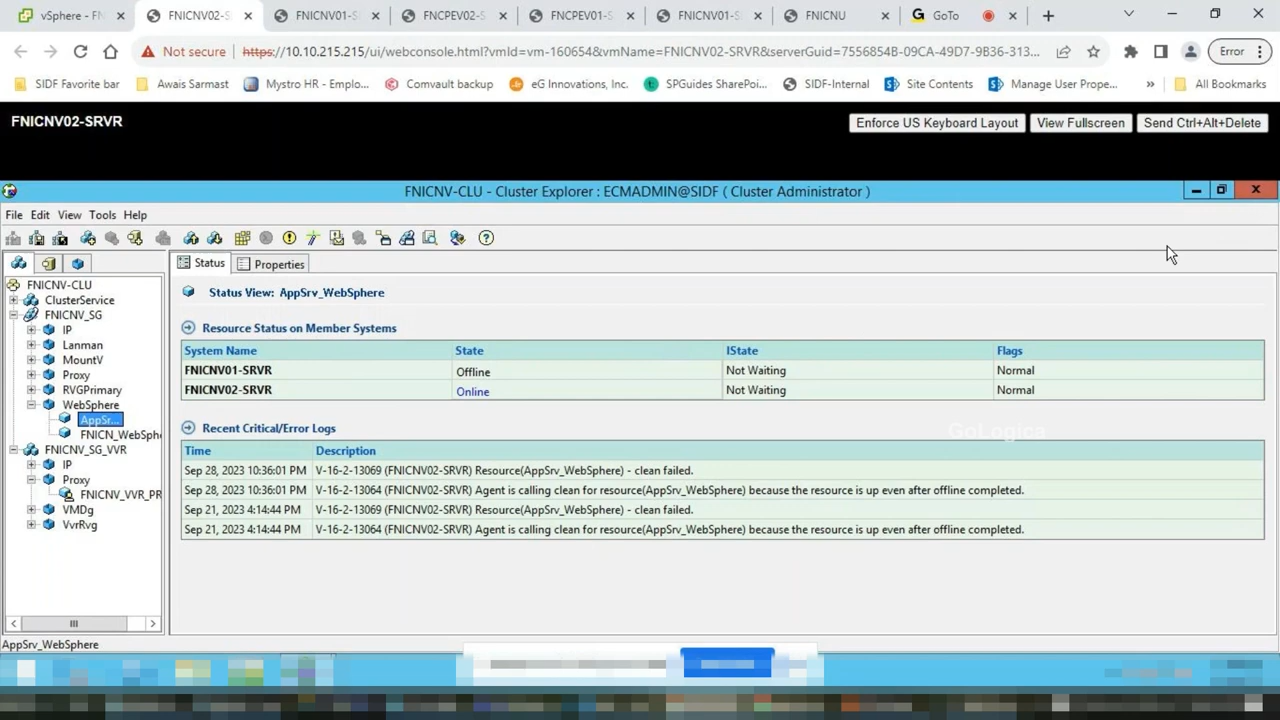 vSphere - FNICNV02
FNICNV02-S
FNICNV01-S
FNCPEV02-S
FNCPEV01-S
FNICNV01-S
FNICNU
GoTo
Not secure https://10.10.215.215/ui/webconsole.html?vmId=vm-160654&vmName=FNICNV02-SRVR&serverGuid=7556854B-09CA-49D7-9B36-313...
Error
SIDF Favorite bar
Awais Sarmast
Mystro HR - Emplo...
Comvault backup
eG Innovations, Inc.
SPGuides SharePoi...
SIDF-Internal
Site Contents
Manage User Prope...
»
All Bookmarks
FNICNV02-SRVR
Enforce US Keyboard Layout
View Fullscreen
Send Ctrl+Alt+Delete
FNICNV-CLU - Cluster Explorer : ECMADMIN@SIDF ( Cluster Administrator )
File Edit View Tools Help
Status
Properties
FNICNV-CLU
ClusterService
FNICNV_SG
IP
Lanman
MountV
Proxy
RVGPrimary
WebSphere
AppSr...
FNICN_WebSphe
FNICNV_SG_VVR
IP
Proxy
FNICNV_VVR_PR
VMDg
VvrRvg
AppSrv_WebSphere
Status View: AppSrv_WebSphere
Resource Status on Member Systems
System Name State IState Flags
FNICNV01-SRVR Offline Not Waiting Normal
FNICNV02-SRVR Online Not Waiting Normal
Recent Critical/Error Logs
GoLogica
Time Description
Sep 28, 2023 10:36:01 PM V-16-2-13069 (FNICNV02-SRVR) Resource(AppSrv_WebSphere) - clean failed.
Sep 28, 2023 10:36:01 PM V-16-2-13064 (FNICNV02-SRVR) Agent is calling clean for resource(AppSrv_WebSphere) because the resource is up even after offline completed.
Sep 21, 2023 4:14:44 PM V-16-2-13069 (FNICNV02-SRVR) Resource(AppSrv_WebSphere) - clean failed.
Sep 21, 2023 4:14:44 PM V-16-2-13064 (FNICNV02-SRVR) Agent is calling clean for resource(AppSrv_WebSphere) because the resource is up even after offline completed.